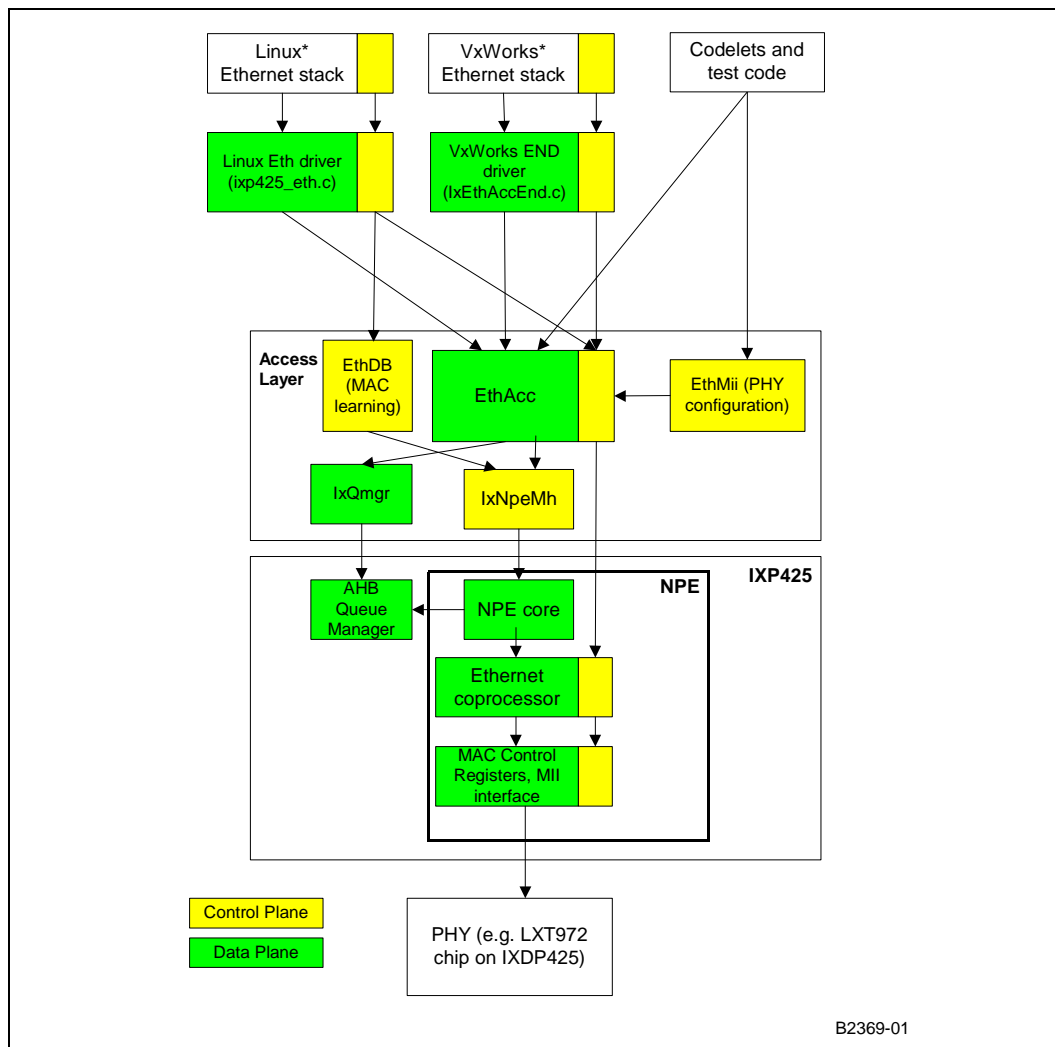 Linux*
Ethernet stack
VxWorks*
Ethernet stack
Codelets and
test code
Linux Eth driver
(ixp425_eth.c)
VxWorks END
driver
(IxEthAccEnd.c)
Access
Layer
EthDB
(MAC
learning)
EthAcc
EthMii (PHY
configuration)
IxQmgr
IxNpeMh
IXP425
NPE
AHB
Queue
Manager
NPE core
Ethernet
coprocessor
MAC Control
Registers, MII
interface
Control Plane
Data Plane
PHY (e.g. LXT972
chip on IXDP425)
B2369-01